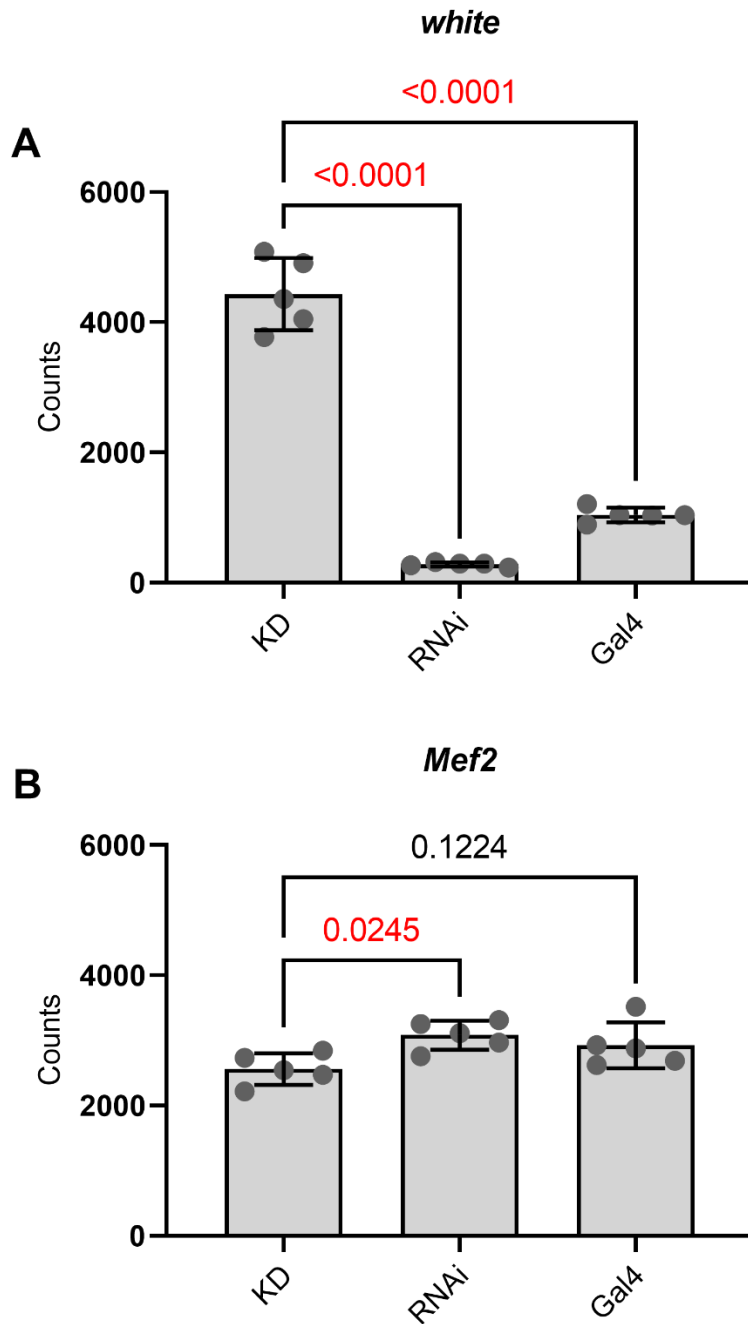 white
<0.0001
A
<0.0001
6000
4000
Counts
2000
0
KD
RNAi
Gal4
Mef2
B
6000
0.1224
0.0245
4000
Counts
2000
0
KD
RNAi
Gal4